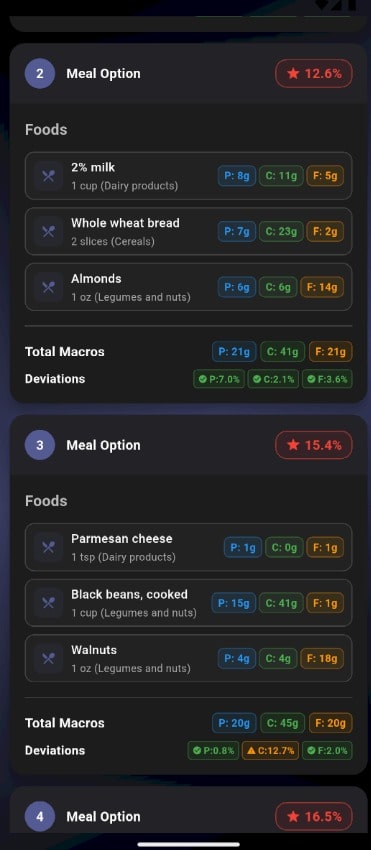 2 Meal Option 12.6%
Foods
2% milk
1 cup (Dairy products)
P: 8g C: 11g F: 5g
Whole wheat bread
2 slices (Cereals)
P: 7g C: 23g F: 2g
Almonds
1 oz (Legumes and nuts)
P: 6g C: 6g F: 14g
Total Macros P: 21g C: 41g F: 21g
Deviations P:7.0% C:2.1% F:3.6%
3 Meal Option 15.4%
Foods
Parmesan cheese
1 tsp (Dairy products)
P: 1g C: 0g F: 1g
Black beans, cooked
1 cup (Legumes and nuts)
P: 15g C: 41g F: 1g
Walnuts
1 oz (Legumes and nuts)
P: 4g C: 4g F: 18g
Total Macros P: 20g C: 45g F: 20g
Deviations P:0.8% C:12.7% F:2.0%
4 Meal Option 16.5%